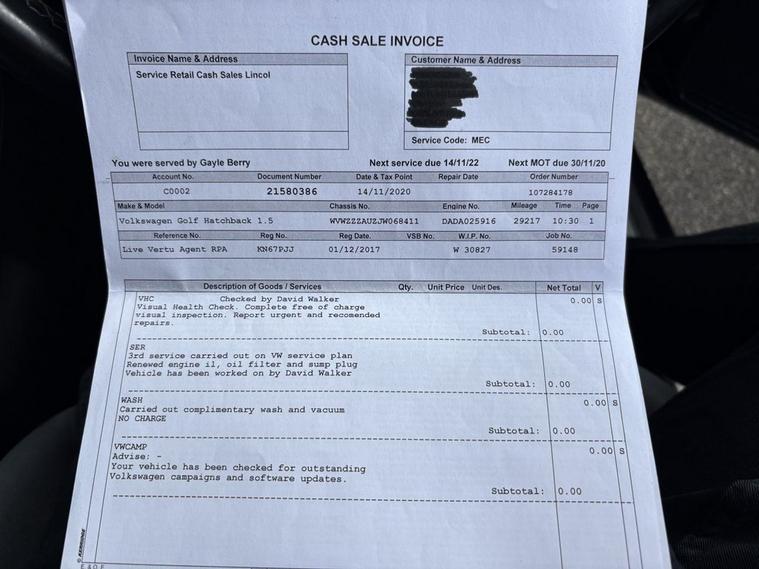 CASH SALE INVOICE
Invoice Name & Address
Service Retail Cash Sales Lincol
Customer Name & Address
Service Code: MEC
You were served by Gayle Berry Next service due 14/11/22 Next MOT due 30/11/20
Account No. Document Number Date & Tax Point Repair Date Order Number
C0002 21580386 14/11/2020 107284178
Make & Model Chassis No. Engine No. Mileage Time Page
Volkswagen Golf Hatchback 1.5 WVWZZZAUZJW068411 DADA025916 29217 10:30 1
Reference No. Reg No. Reg Date. VSB No. W.I.P. No. Job No.
Live Vertu Agent RPA KN67PJJ 01/12/2017 W 30827 59148
Description of Goods / Services Qty. Unit Price Unit Des. Net Total V
VHC Checked by David Walker 0.00 S
Visual Health Check. Complete free of charge
visual inspection. Report urgent and recomended
repairs.
Subtotal: 0.00
SER
3rd service carried out on VW service plan
Renewed engine il, oil filter and sump plug
Vehicle has been worked on by David Walker
Subtotal: 0.00
WASH 0.00 S
Carried out complimentary wash and vacuum
NO CHARGE
Subtotal: 0.00
VWCAMP 0.00 S
Advise: -
Your vehicle has been checked for outstanding
Volkswagen campaigns and software updates.
Subtotal: 0.00
© KERRIDGE
E & O E